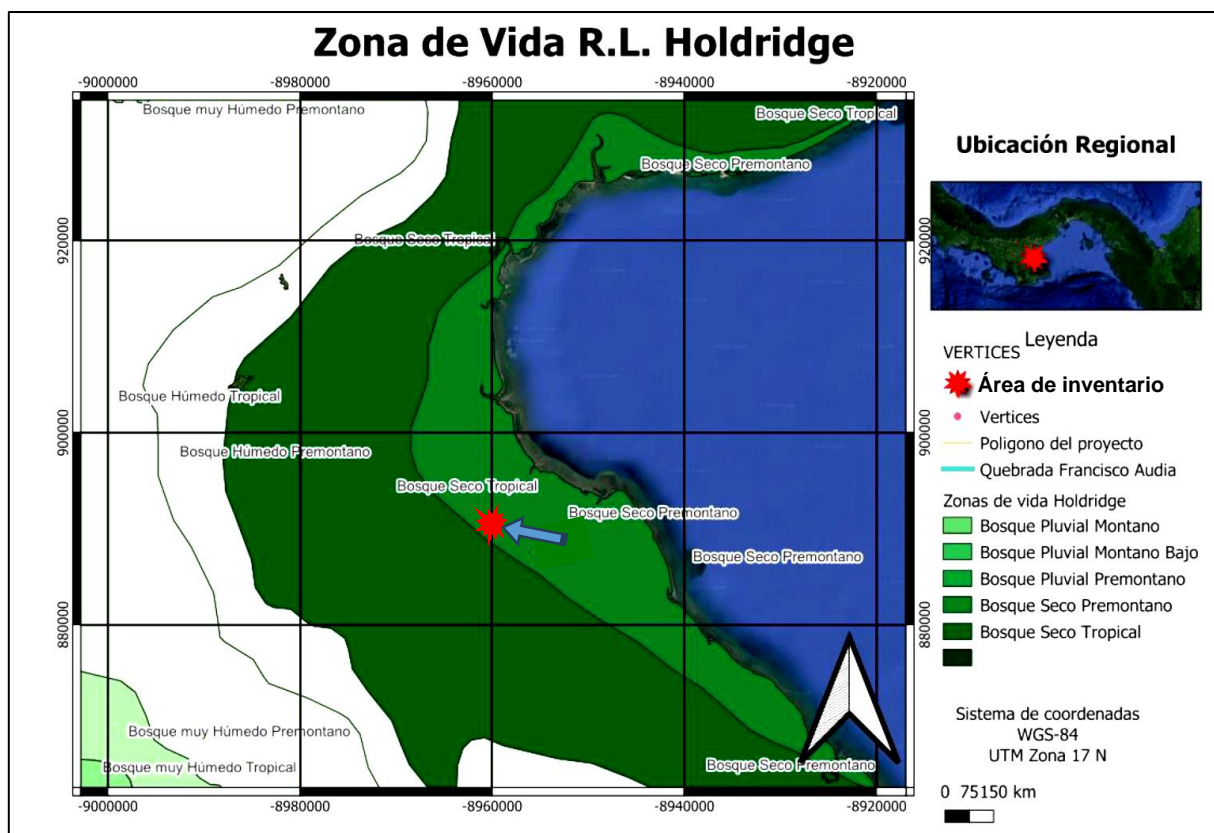 Zona de Vida R.L. Holdridge
-9000000
-8980000
-8960000
-8940000
-8920000
Bosque muy Húmedo Premontano
Bosque Seco Tropical
Bosque Seco Premontano
Bosque Seco Tropical
920000
920000
Bosque Húmedo Tropical
900000
900000
Bosque Húmedo Premontano
Bosque Seco Tropical
Bosque Seco Premontano
Bosque Seco Premontano
880000
880000
Bosque muy Húmedo Premontano
Bosque muy Húmedo Tropical
Bosque Seco Premontano
-9000000
-8980000
-8960000
-8940000
-8920000
Ubicación Regional
Leyenda
VERTICES
Área de inventario
Vertices
Poligono del proyecto
Quebrada Francisco Audia
Zonas de vida Holdridge
Bosque Pluvial Montano
Bosque Pluvial Montano Bajo
Bosque Pluvial Premontano
Bosque Seco Premontano
Bosque Seco Tropical
Sistema de coordenadas
WGS-84
UTM Zona 17 N
0 75150 km